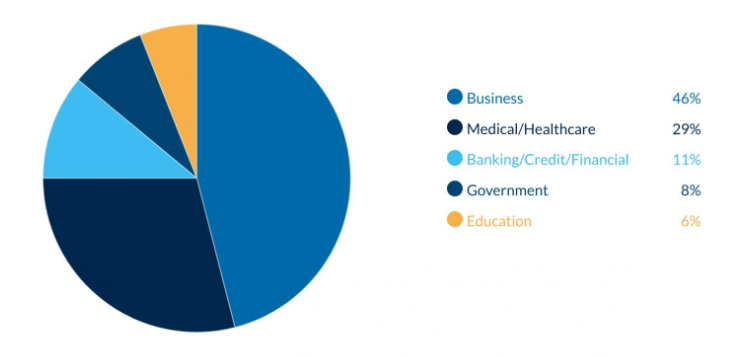 Business 46%
Medical/Healthcare 29%
Banking/Credit/Financial 11%
Government 8%
Education 6%